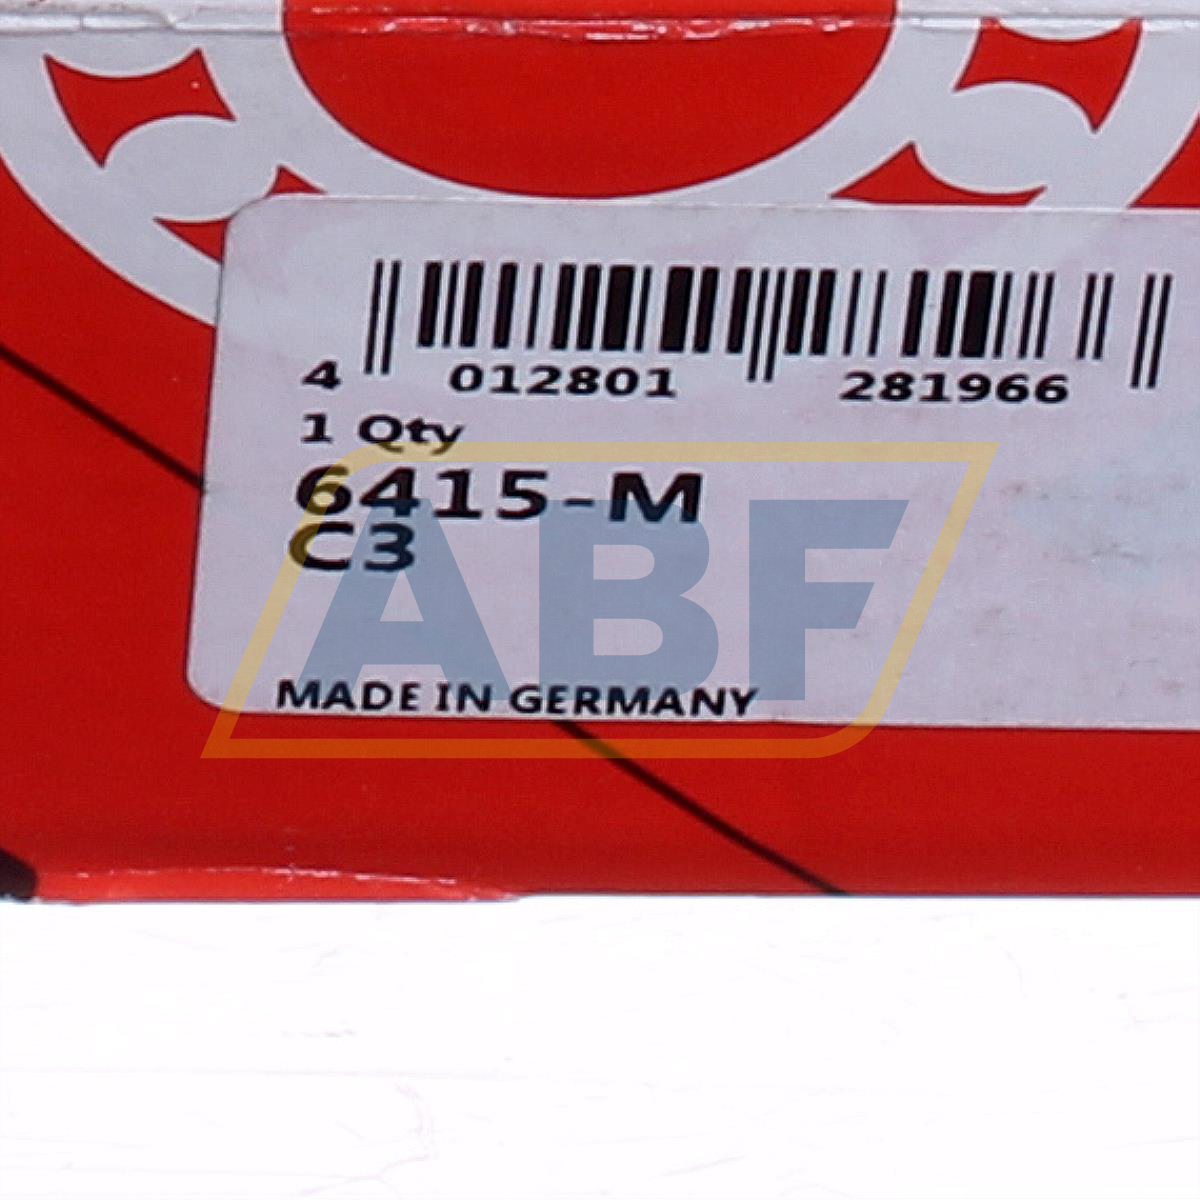 4 012801 281966
1 Qty
6415-M
C3
ABF
MADE IN GERMANY